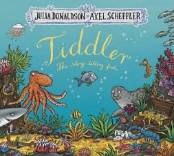 JULIA DONALDSON · AXEL SCHEFFLER
Tiddler
The story-telling fish